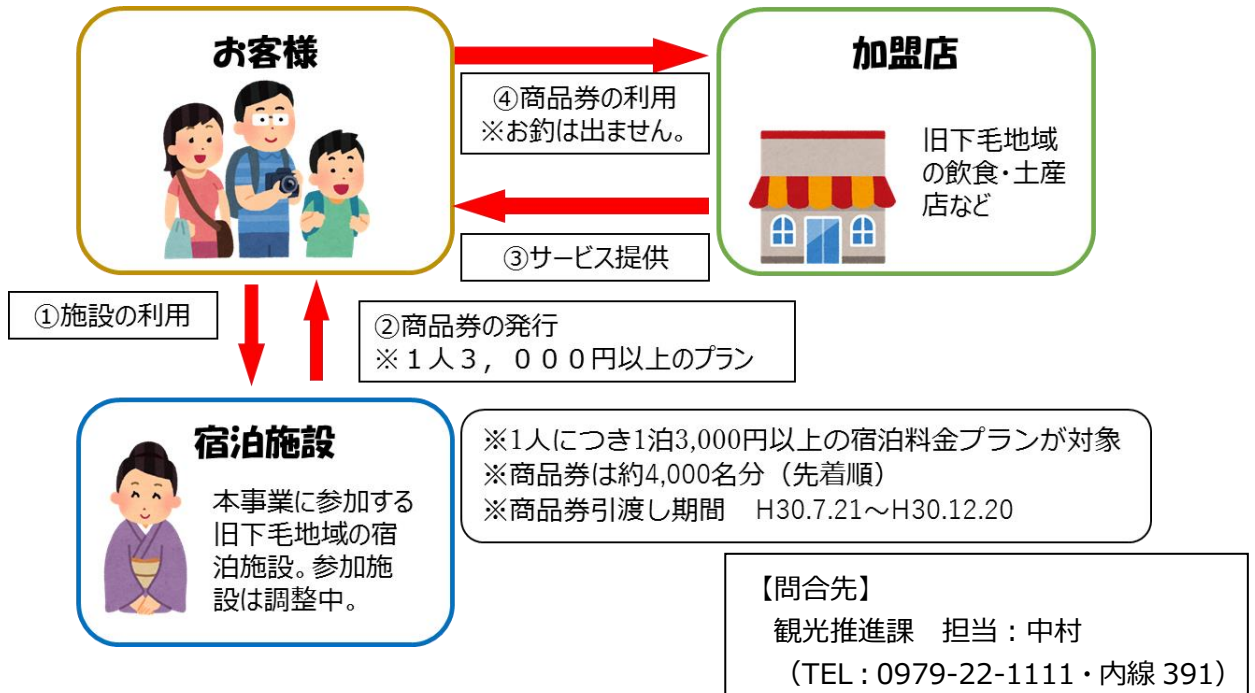 お客様
加盟店
④商品券の利用
※お釣は出ません。
旧下毛地域
の飲食・土産
店など
③サービス提供
①施設の利用
②商品券の発行
※１人３，０００円以上のプラン
宿泊施設
本事業に参加する
旧下毛地域の宿
泊施設。参加施
設は調整中。
※1人につき1泊3,000円以上の宿泊料金プランが対象
※商品券は約4,000名分（先着順）
※商品券引渡し期間　H30.7.21～H30.12.20
【問合先】
観光推進課　担当：中村
（TEL：0979-22-1111・内線 391）